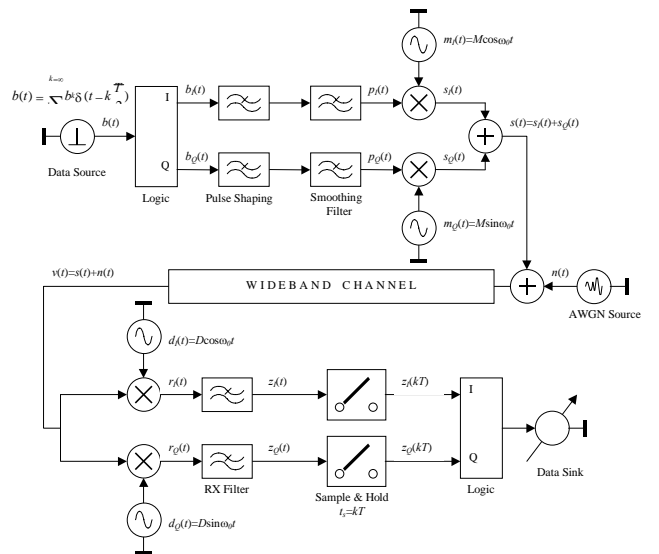 m_I(t)=Mcosω₀t
k=∞
b(t) = ∑ b^k δ (t – k T/2)
I
b_I(t)
p_I(t)
s_I(t)
b(t)
s(t)=s_I(t)+s_Q(t)
Q
b_Q(t)
p_Q(t)
s_Q(t)
Data Source
Logic
Pulse Shaping
Smoothing
Filter
m_Q(t)=Msinω₀t
v(t)=s(t)+n(t)
WIDEBAND CHANNEL
n(t)
AWGN Source
d_I(t)=Dcosω₀t
r_I(t)
z_I(t)
z_I(kT)
I
r_Q(t)
z_Q(t)
z_Q(kT)
Q
Data Sink
RX Filter
Sample & Hold
t_s=kT
Logic
d_Q(t)=Dsinω₀t